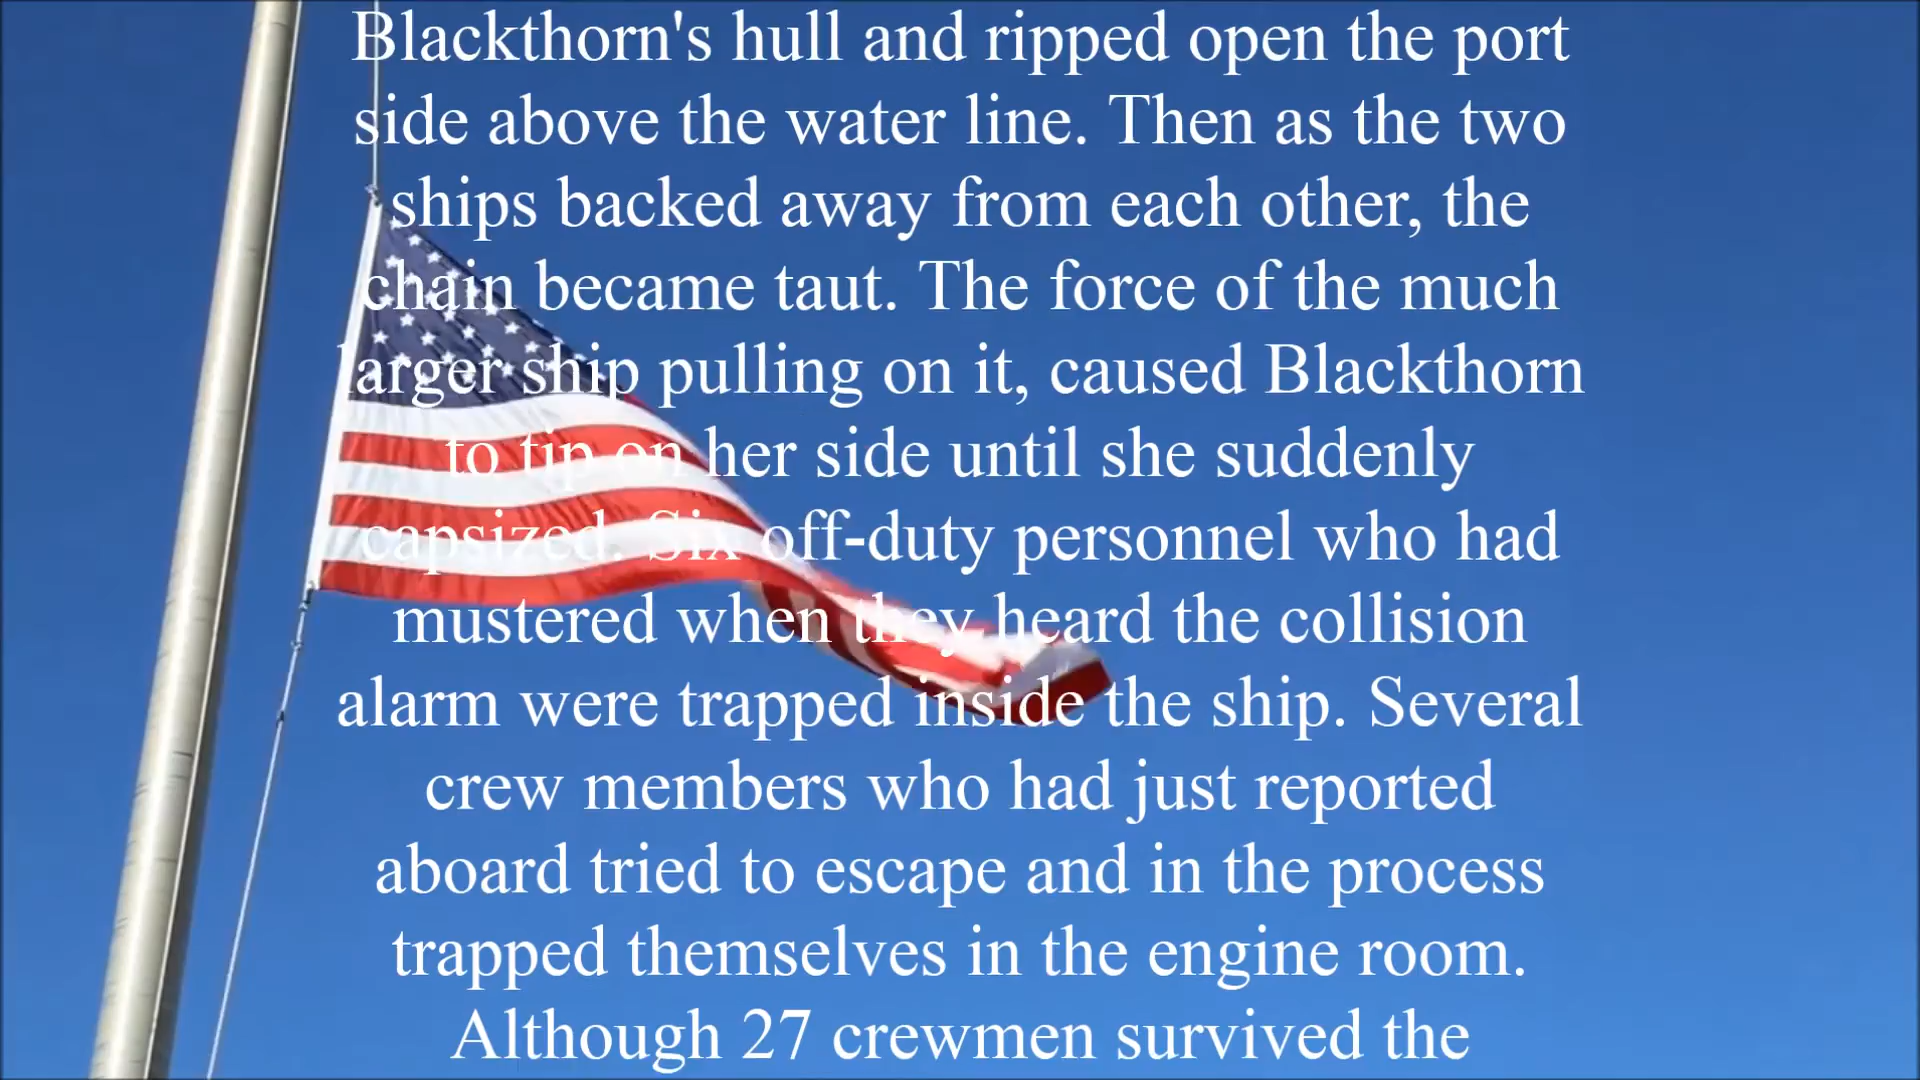 Blackthorn's hull and ripped open the port
side above the water line. Then as the two
ships backed away from each other, the
chain became taut. The force of the much
larger ship pulling on it, caused Blackthorn
to tip on her side until she suddenly
capsized. Six off-duty personnel who had
mustered when they heard the collision
alarm were trapped inside the ship. Several
crew members who had just reported
aboard tried to escape and in the process
trapped themselves in the engine room.
Although 27 crewmen survived the